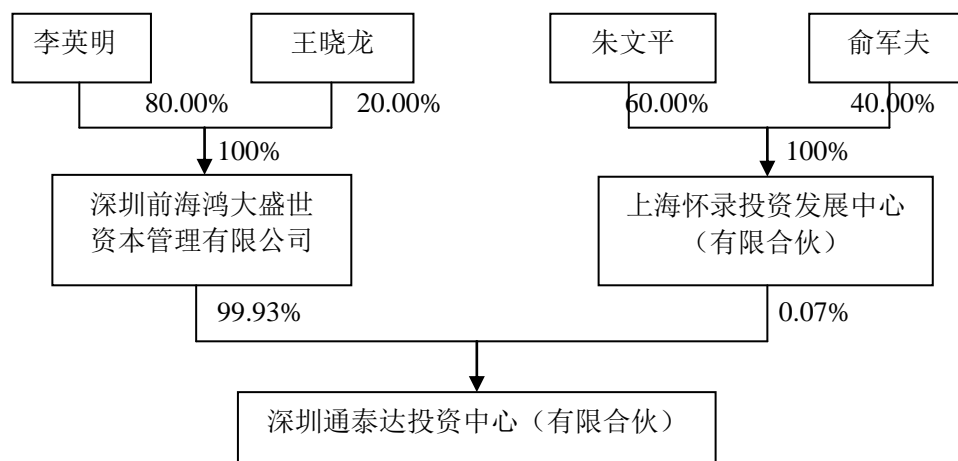 李英明
王晓龙
朱文平
俞军夫
80.00%
20.00%
60.00%
40.00%
100%
100%
深圳前海鸿大盛世
资本管理有限公司
上海怀录投资发展中心
（有限合伙）
99.93%
0.07%
深圳通泰达投资中心（有限合伙）